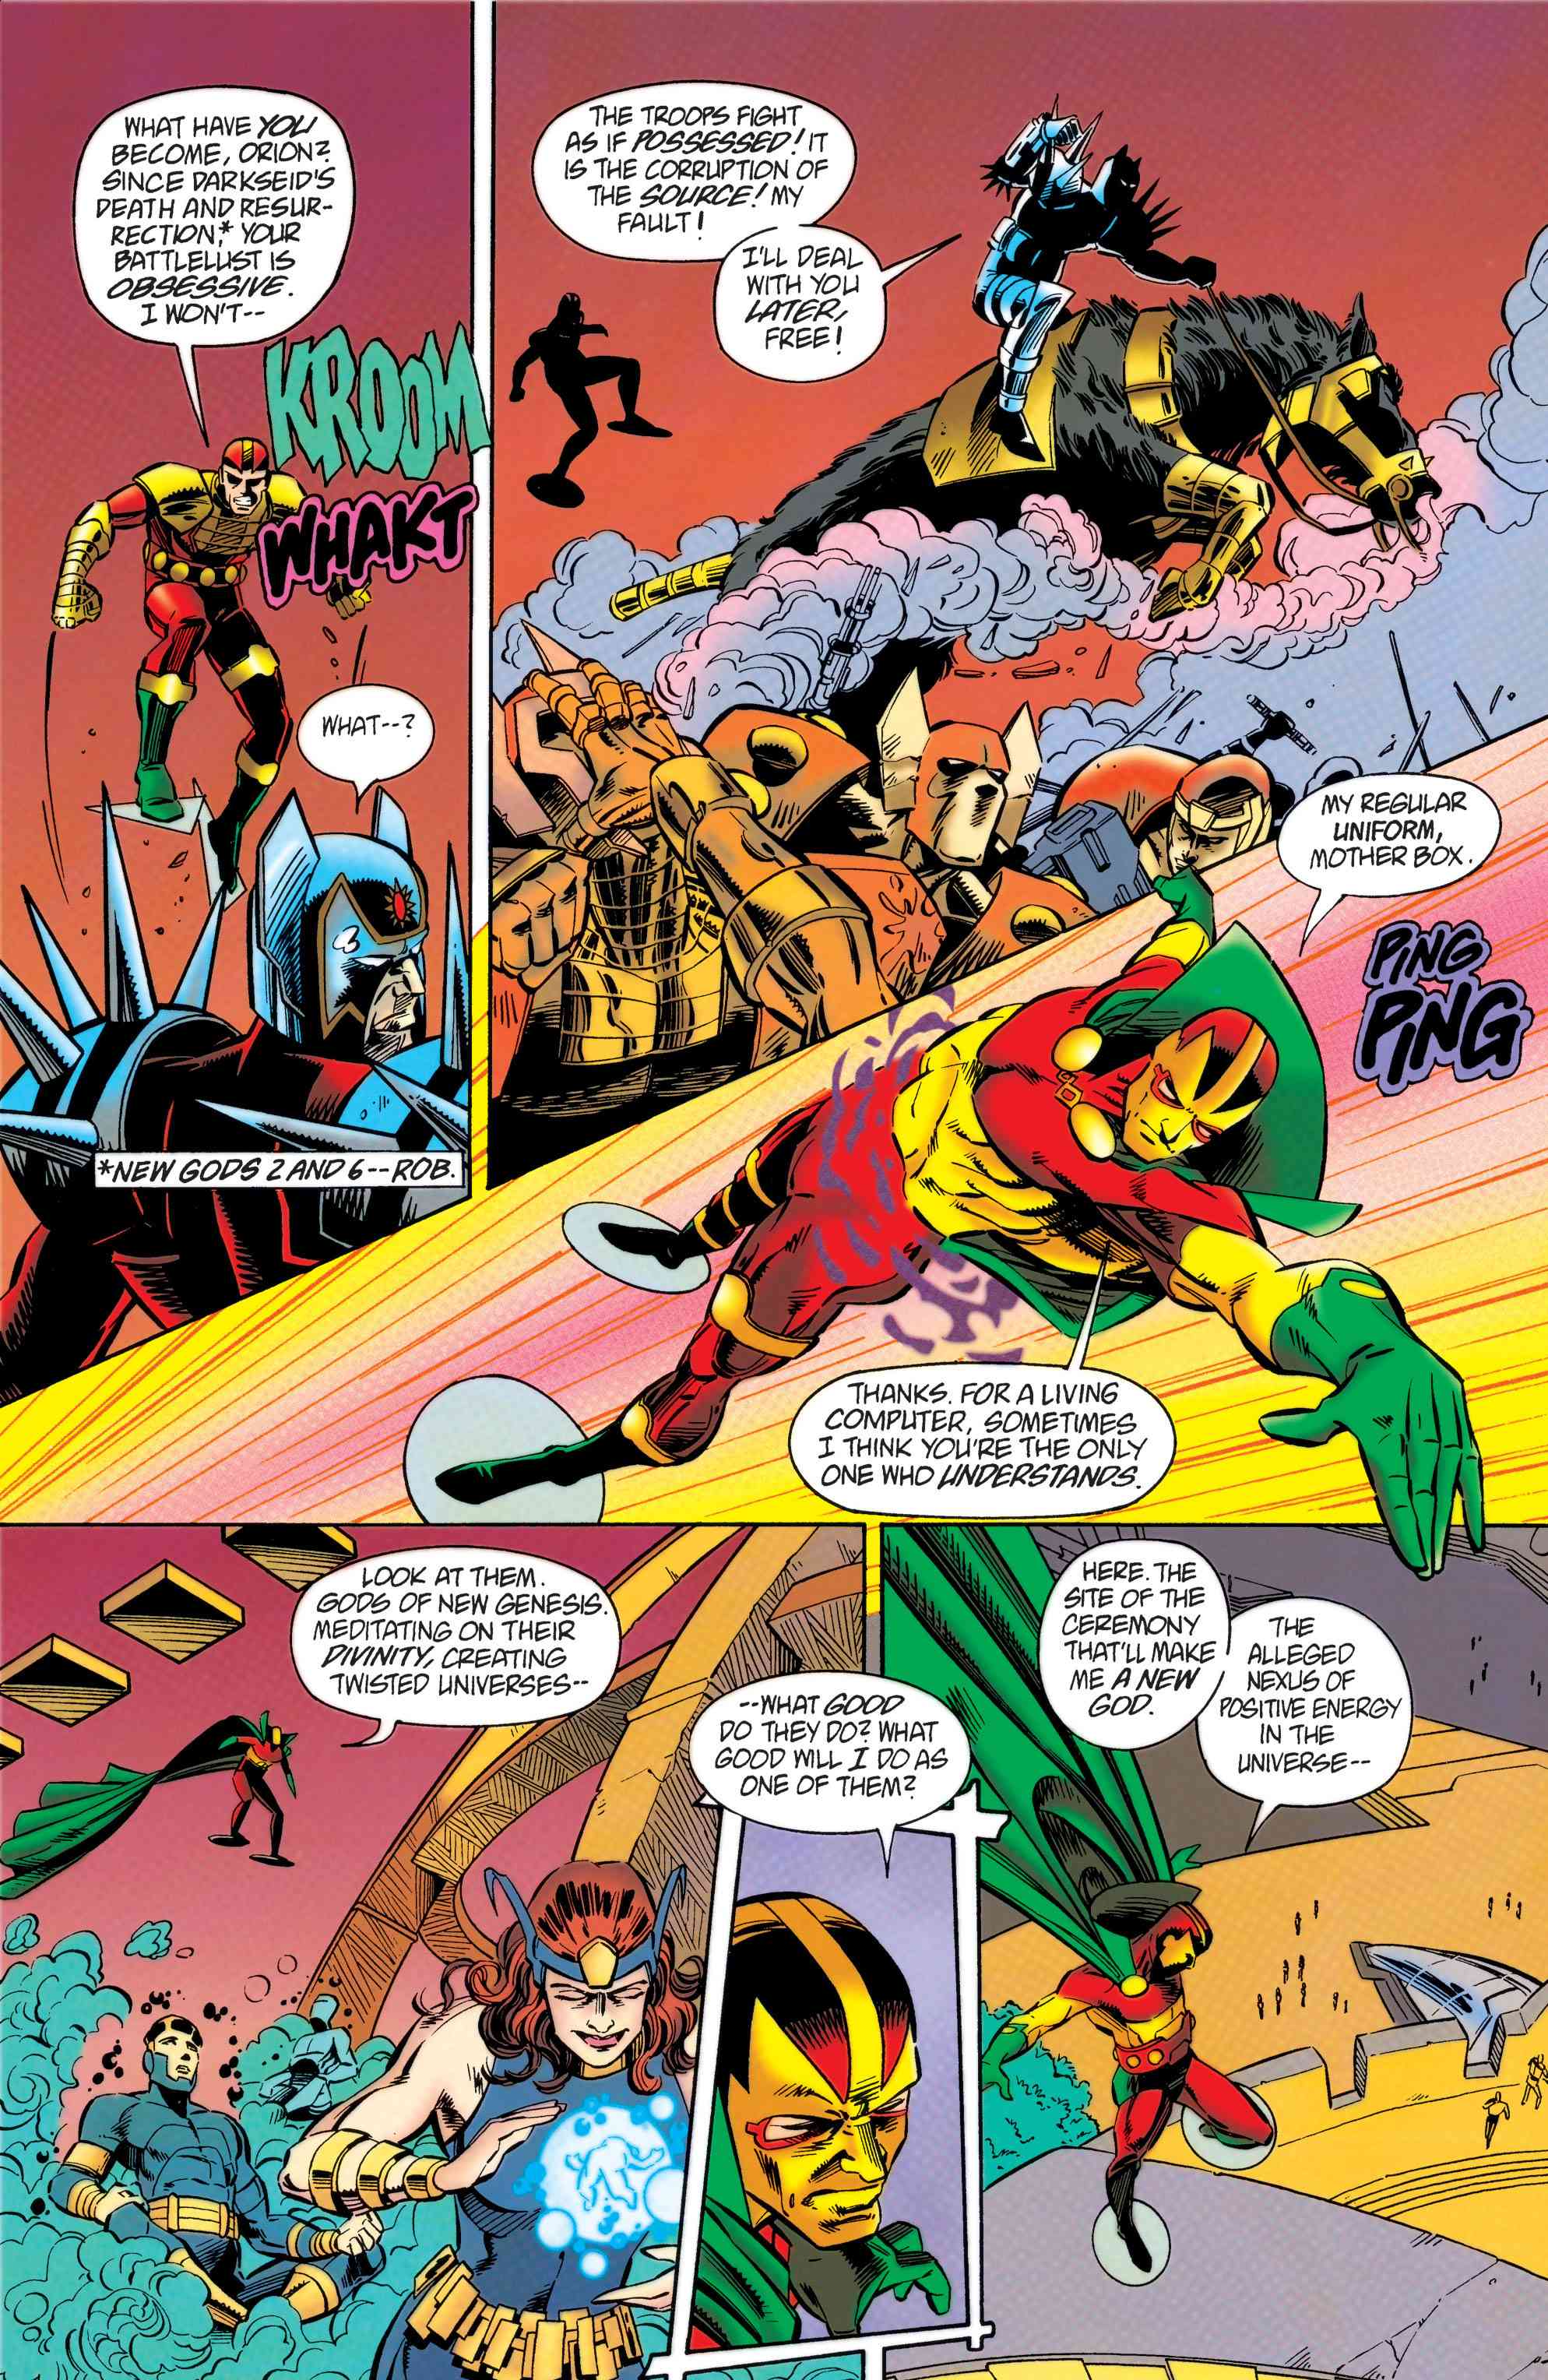 WHAT HAVE YOU
BECOME, ORION?
SINCE DARKSEID'S
DEATH AND RESUR-
RECTION,* YOUR
BATTLELUST IS
OBSESSIVE.
I WON'T--
KROOM
WHAKT
WHAT--?
*NEW GODS 2 AND 6--ROB.
THE TROOPS FIGHT
AS IF POSSESSED! IT
IS THE CORRUPTION OF
THE SOURCE! MY
FAULT!
I'LL DEAL
WITH YOU
LATER,
FREE!
MY REGULAR
UNIFORM,
MOTHER BOX.
PING
PING
THANKS. FOR A LIVING
COMPUTER, SOMETIMES
I THINK YOU'RE THE ONLY
ONE WHO UNDERSTANDS.
LOOK AT THEM.
GODS OF NEW GENESIS.
MEDITATING ON THEIR
DIVINITY, CREATING
TWISTED UNIVERSES--
--WHAT GOOD
DO THEY DO? WHAT
GOOD WILL I DO AS
ONE OF THEM?
HERE. THE
SITE OF THE
CEREMONY
THAT'LL MAKE
ME A NEW
GOD.
THE
ALLEGED
NEXUS OF
POSITIVE ENERGY
IN THE
UNIVERSE--